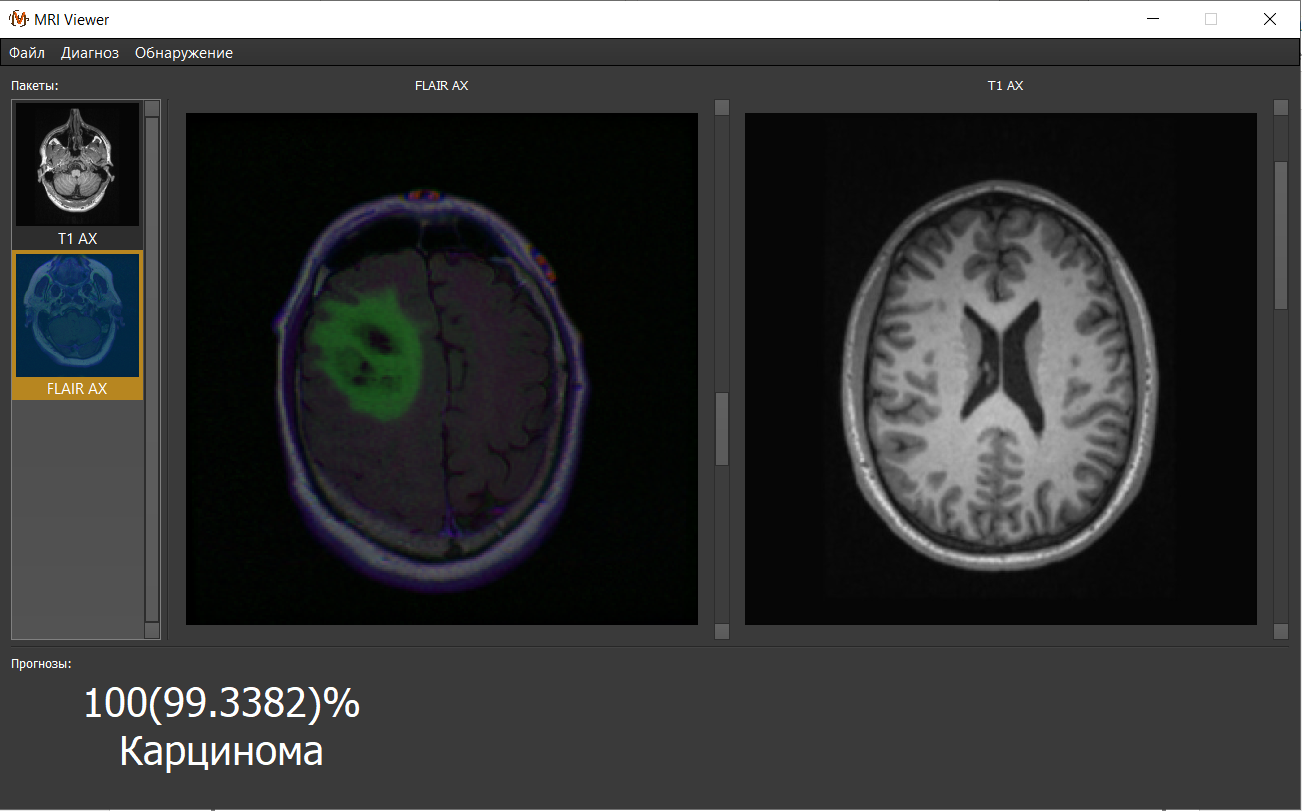 MRI Viewer
Файл Диагноз Обнаружение
Пакеты:
T1 AX
FLAIR AX
FLAIR AX
T1 AX
Прогнозы:
100(99.3382)%
Карцинома